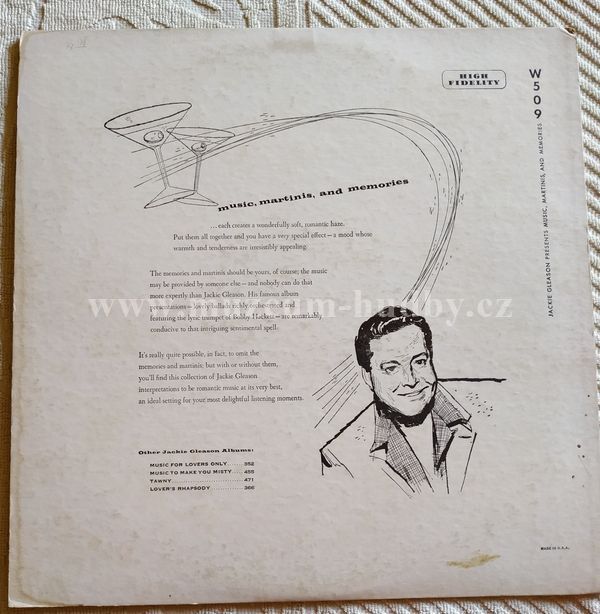 HIGH
FIDELITY
W509
JACKIE GLEASON PRESENTS MUSIC, MARTINIS, AND MEMORIES
music, martinis, and memories
...each creates a wonderfully soft, romantic haze.
Put them all together and you have a very special effect — a mood whose
warmth and tenderness are irresistibly appealing.
The memories and martinis should be yours, of course; the music
may be provided by someone else — and nobody can do that
more expertly than Jackie Gleason. His famous album
presentations — lovely ballads richly orchestrated and
featuring the lyric trumpet of Bobby Hackett — are remarkably
conducive to that intriguing sentimental spell.
It's really quite possible, in fact, to omit the
memories and martinis; but with or without them,
you'll find this collection of Jackie Gleason
interpretations to be romantic music at its very best,
an ideal setting for your most delightful listening moments.
Other Jackie Gleason Albums:
MUSIC FOR LOVERS ONLY......352
MUSIC TO MAKE YOU MISTY....455
TAWNY......................471
LOVER'S RHAPSODY...........366
MADE IN U.S.A.